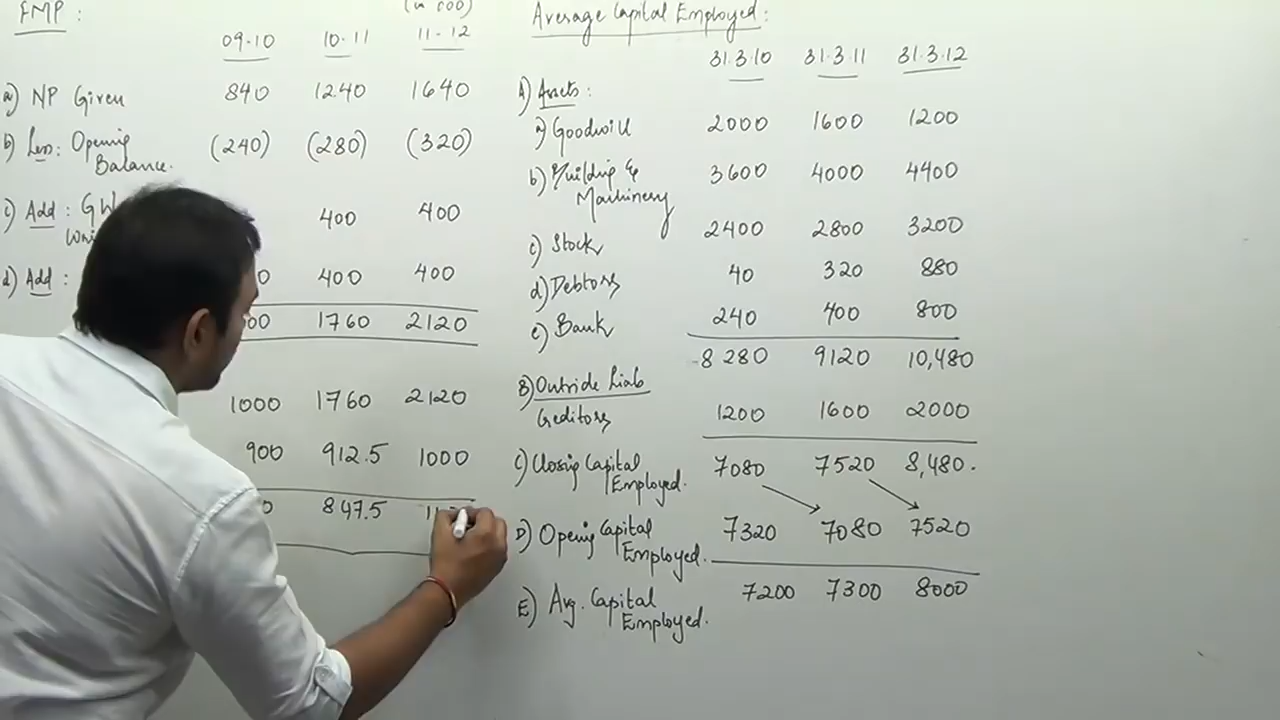 FMP :
(in 000)
09-10 10-11 11-12
a) NP Given 840 1240 1640
b) Less: Opening Balance. (240) (280) (320)
c) Add : GW 400 400
d) Add : 0 400 400
00 1760 2120
1000 1760 2120
900 912.5 1000
0 847.5
Average Capital Employed :
31.3.10 31.3.11 31.3.12
A) Assets :
a) Goodwill 2000 1600 1200
b) Building & Machinery 3600 4000 4400
c) Stock 2400 2800 3200
d) Debtors 40 320 880
e) Bank 240 400 800
8280 9120 10,480
B) Outside Liab
Creditors 1200 1600 2000
C) Closing Capital Employed. 7080 7520 8,480.
D) Opening Capital Employed. 7320 7080 7520
E) Avg. Capital Employed. 7200 7300 8000